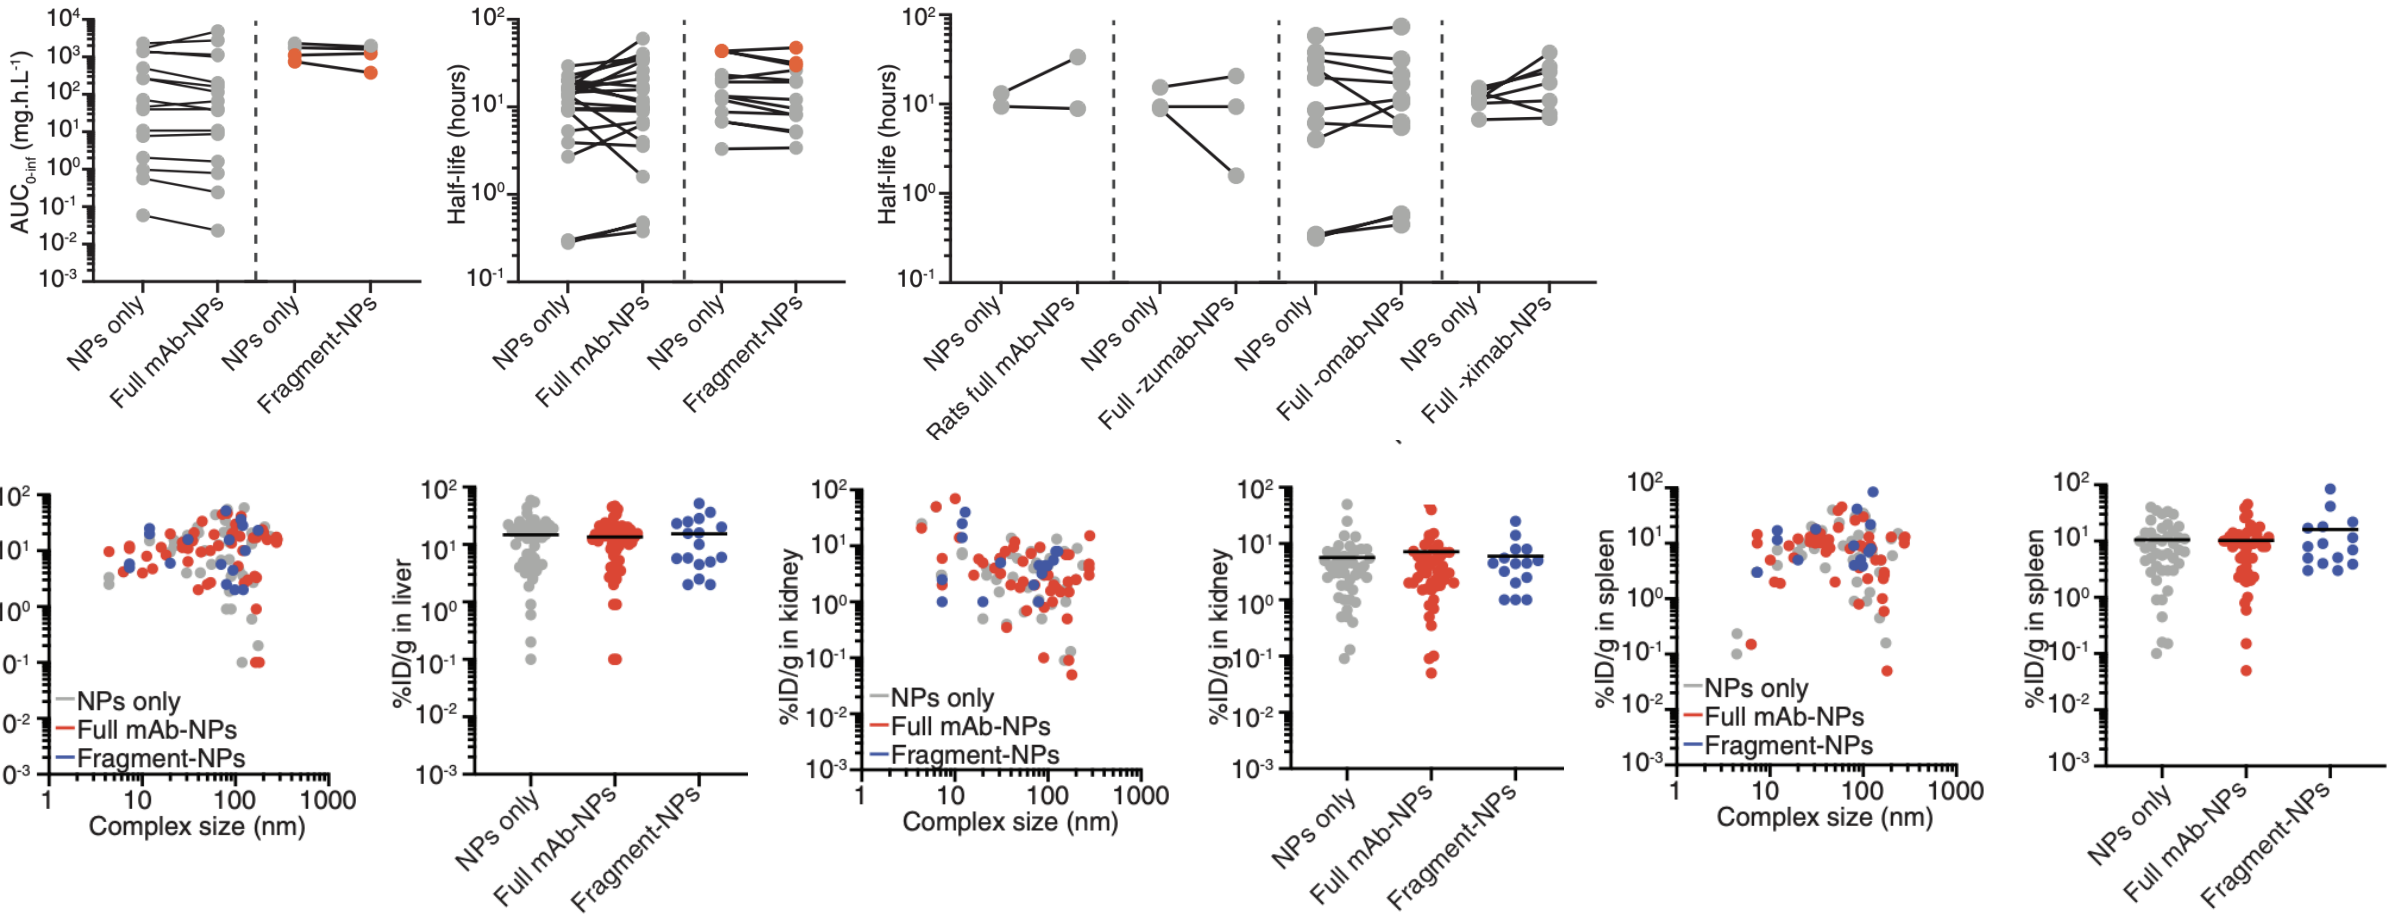 AUC0-inf (mg.h.L-1)
10⁴
10³
10²
10¹
10⁰
10-1
10-2
10-3
NPs only
Full mAb-NPs
NPs only
Fragment-NPs
Half-life (hours)
10²
10¹
10⁰
10-1
NPs only
Full mAb-NPs
NPs only
Fragment-NPs
Half-life (hours)
10²
10¹
10⁰
10-1
NPs only
Rats full mAb-NPs
NPs only
Full -zumab-NPs
NPs only
Full -omab-NPs
NPs only
Full -ximab-NPs
10²
10¹
10⁰
0-1
0-2
0-3
NPs only
Full mAb-NPs
Fragment-NPs
1 10 100 1000
Complex size (nm)
%ID/g in liver
10²
10¹
10⁰
10-1
10-2
10-3
NPs only
Full mAb-NPs
Fragment-NPs
%ID/g in kidney
10²
10¹
10⁰
10-1
10-2
10-3
NPs only
Full mAb-NPs
Fragment-NPs
1 10 100 1000
Complex size (nm)
%ID/g in kidney
10²
10¹
10⁰
10-1
10-2
10-3
NPs only
Full mAb-NPs
Fragment-NPs
%ID/g in spleen
10²
10¹
10⁰
10-1
10-2
10-3
NPs only
Full mAb-NPs
Fragment-NPs
1 10 100 1000
Complex size (nm)
%ID/g in spleen
10²
10¹
10⁰
10-1
10-2
10-3
NPs only
Full mAb-NPs
Fragment-NPs